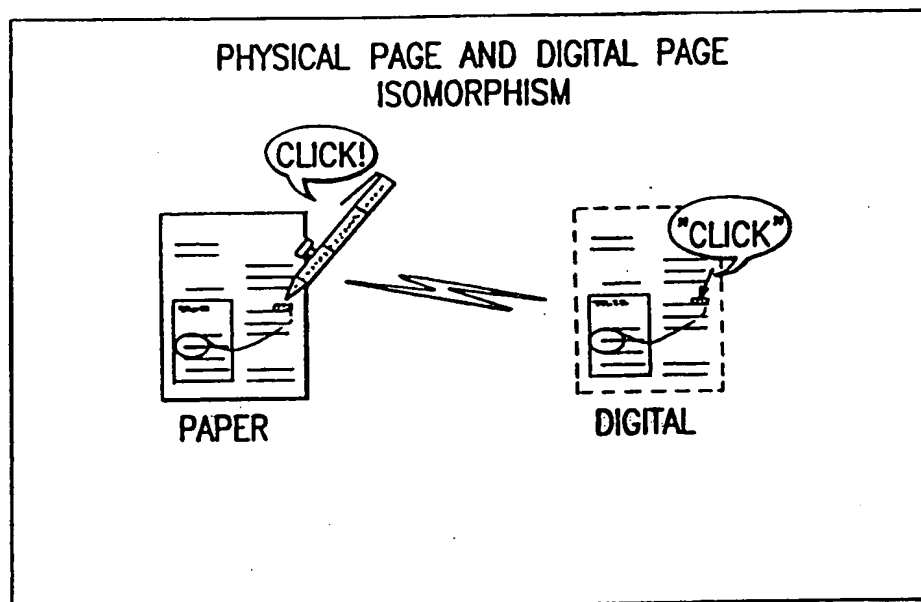 PHYSICAL PAGE AND DIGITAL PAGE
ISOMORPHISM
CLICK!
"CLICK"
PAPER
DIGITAL